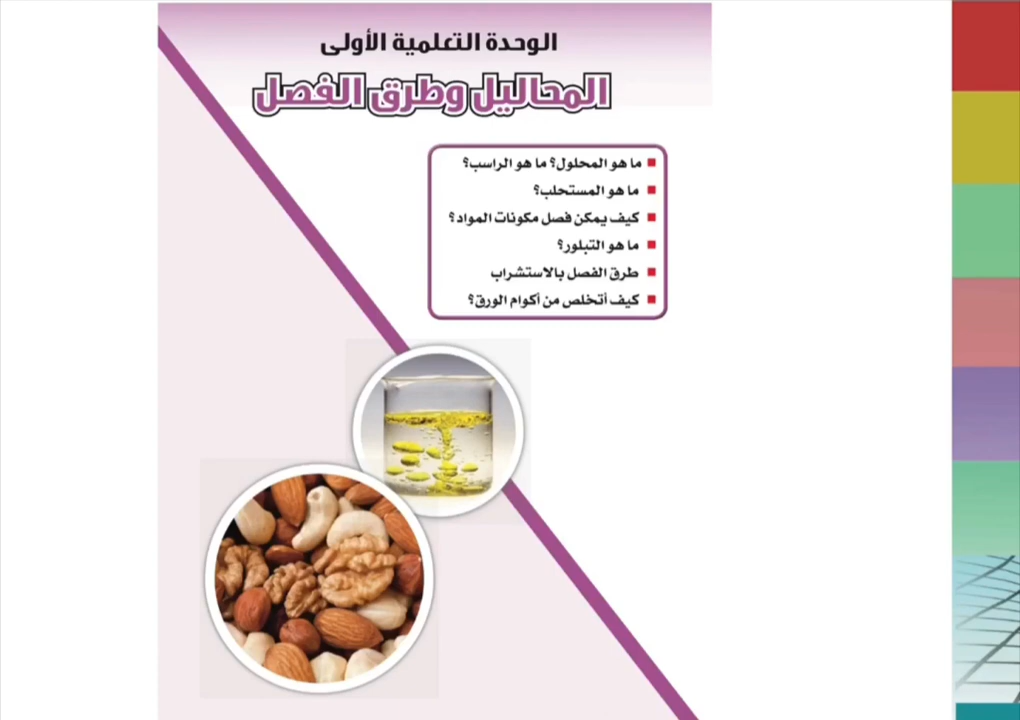 الوحدة التعلمية الأولى
المحاليل وطرق الفصل
ما هو المحلول؟ ما هو الراسب؟
ما هو المستحلب؟
كيف يمكن فصل مكونات المواد؟
ما هو التبلور؟
طرق الفصل بالاستشراب
كيف أتخلص من أكوام الورق؟